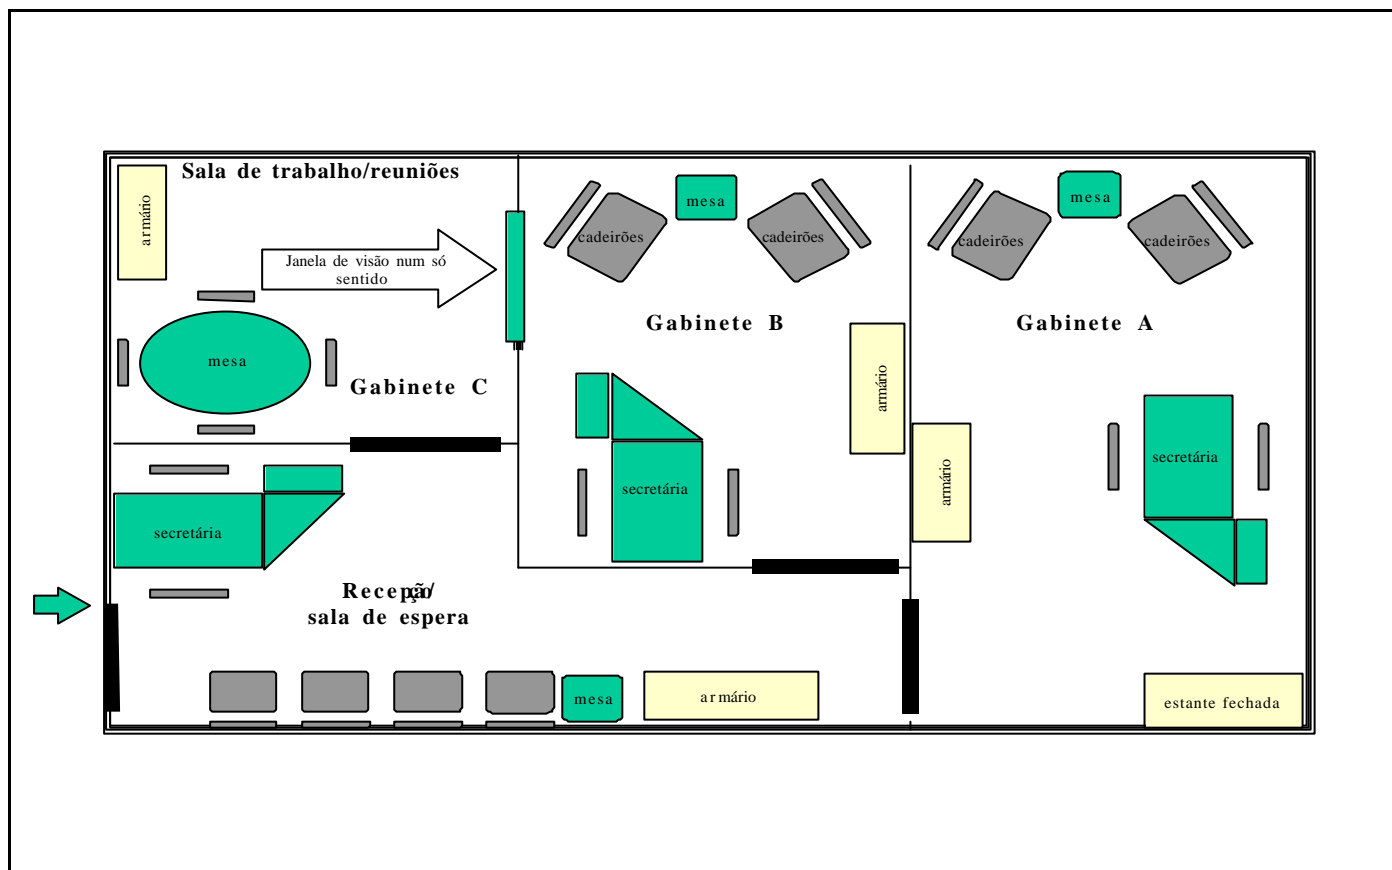 Sala de trabalho/reuniões
armário
Janela de visão num só
sentido
mesa
Gabinete C
mesa
cadeirões
cadeirões
Gabinete B
armário
secretária
mesa
cadeirões
cadeirões
Gabinete A
armário
secretária
estante fechada
secretária
Recepção/
sala de espera
mesa
armário